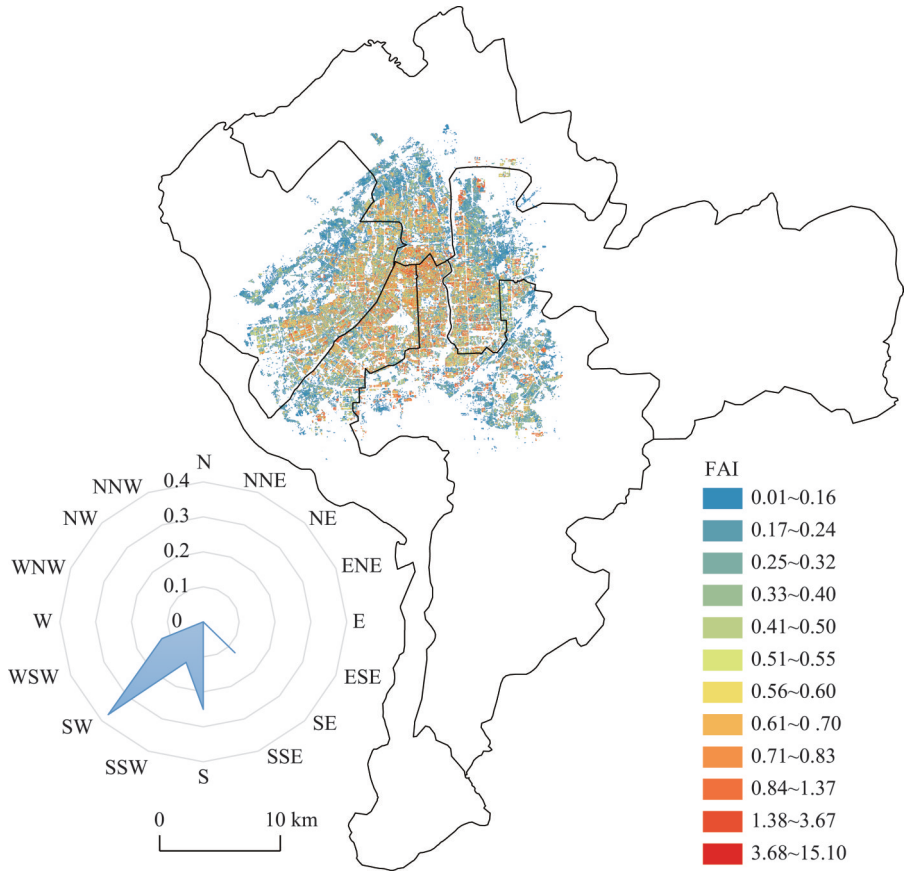 N
NNW
0.4
NNE
NW
0.3
NE
0.2
WNW
ENE
0.1
W
0
E
WSW
ESE
SW
SE
SSW
SSE
S
0
10 km
FAI
0.01~0.16
0.17~0.24
0.25~0.32
0.33~0.40
0.41~0.50
0.51~0.55
0.56~0.60
0.61~0 .70
0.71~0.83
0.84~1.37
1.38~3.67
3.68~15.10